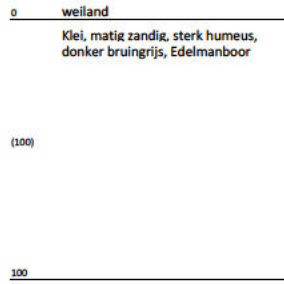 0 weiland
Klei, matig zandig, sterk humeus,
donker bruingrijs, Edelmanboor
(100)
100